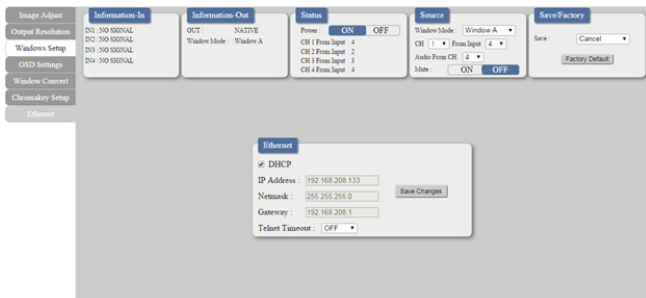 Image Adjust
Output Resolution
Windows Setup
OSD Settings
Window Convert
Chromakey Setup
Ethernet
Information-In
IN1 : NO SIGNAL
IN2 : NO SIGNAL
IN3 : NO SIGNAL
IN4 : NO SIGNAL
Information-Out
OUT : NATIVE
Window Mode : Window A
Status
Power : ON OFF
CH 1 From Input 4
CH 2 From Input 2
CH 3 From Input 3
CH 4 From Input 4
Source
Window Mode : Window A
CH 1 From Input 4
Audio From CH 4
Mute : ON OFF
Save/Factory
Save : Cancel
Factory Default
Ethernet
DHCP
IP Address : 192.168.208.133
Netmask : 255.255.255.0
Gateway : 192.168.208.1
Telnet Timeout : OFF
Save Changes